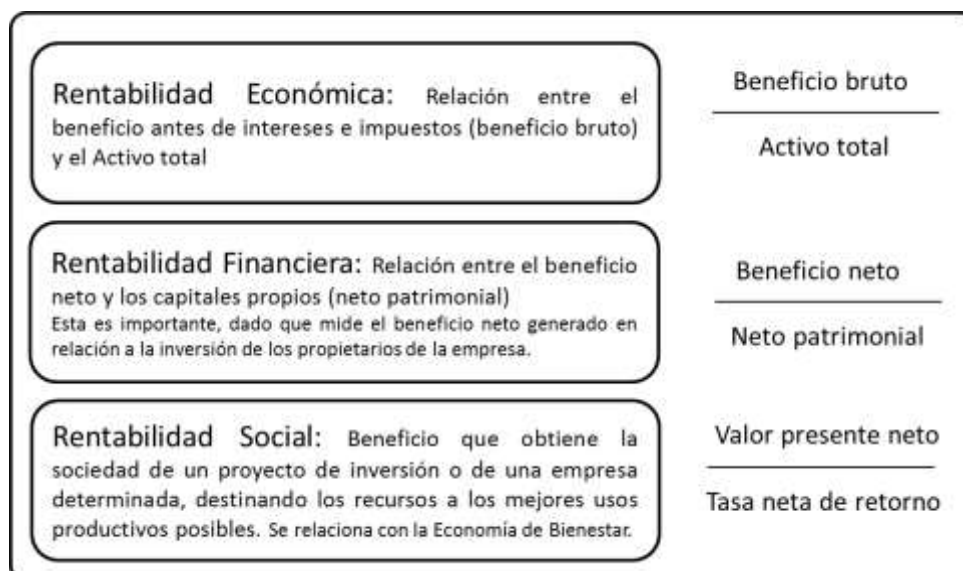 Rentabilidad Económica: Relación entre el
beneficio antes de intereses e impuestos (beneficio bruto)
y el Activo total
Beneficio bruto
Activo total
Rentabilidad Financiera: Relación entre el beneficio
neto y los capitales propios (neto patrimonial)
Esta es importante, dado que mide el beneficio neto generado en
relación a la inversión de los propietarios de la empresa.
Beneficio neto
Neto patrimonial
Rentabilidad Social: Beneficio que obtiene la
sociedad de un proyecto de inversión o de una empresa
determinada, destinando los recursos a los mejores usos
productivos posibles. Se relaciona con la Economía de Bienestar.
Valor presente neto
Tasa neta de retorno